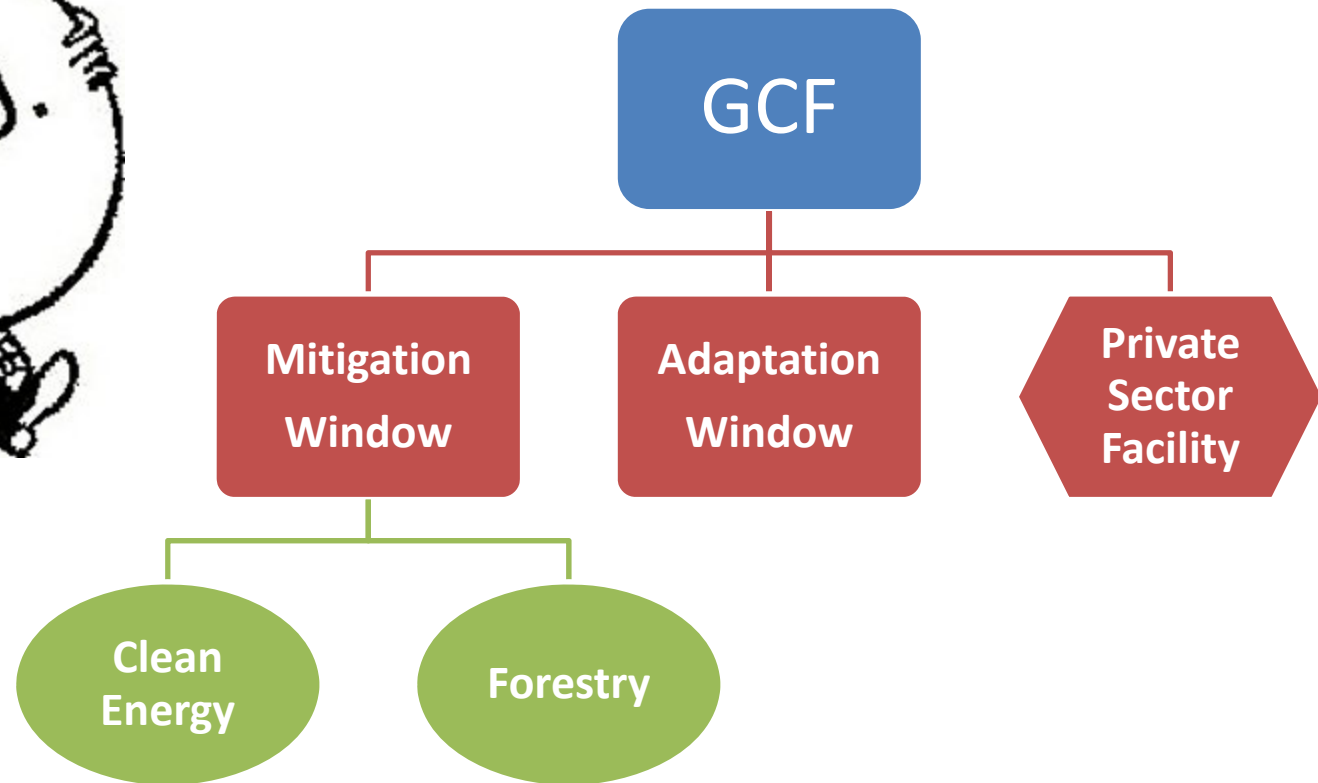 GCF
Mitigation
Window
Adaptation
Window
Private
Sector
Facility
Clean
Energy
Forestry